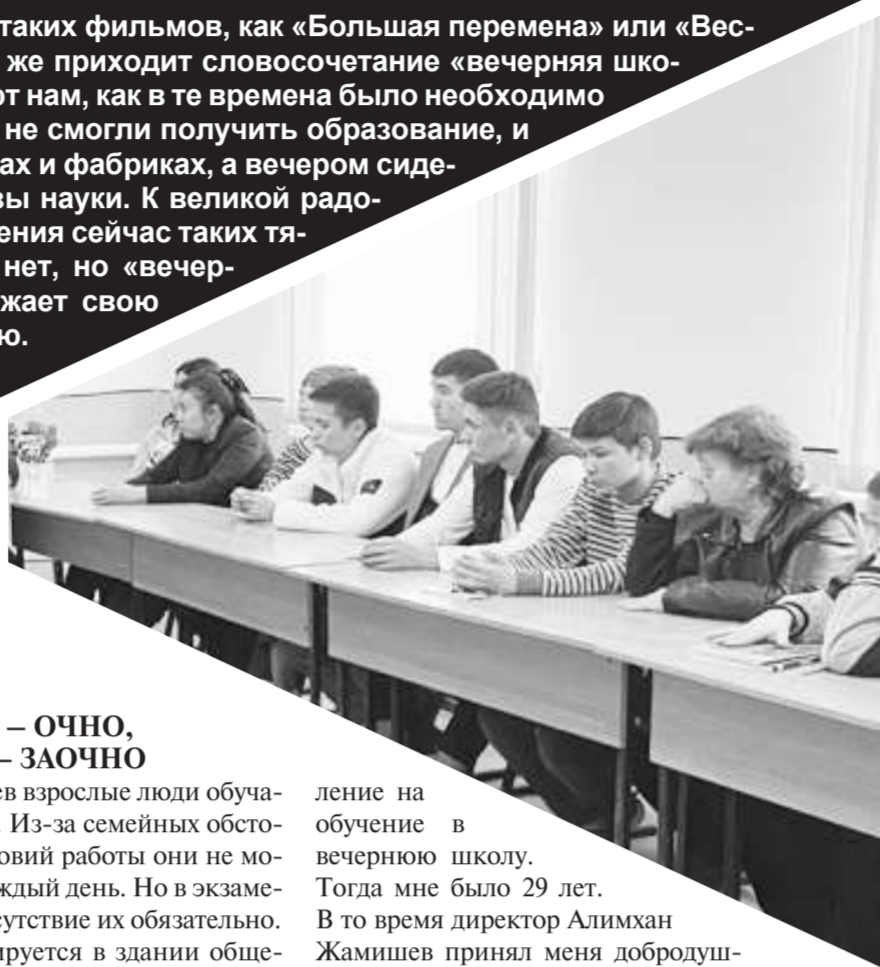 таких фильмов, как «Большая перемена» или «Вес-
же приходит словосочетание «вечерняя шко-
от нам, как в те времена было необходимо
не смогли получить образование, и
ах и фабриках, а вечером сиде-
вы науки. К великой радо-
ения сейчас таких тя-
нет, но «вечер-
жает свою
ю.
– ОЧНО,
– ЗАОЧНО
ев взрослые люди обуча-
. Из-за семейных обсто-
овий работы они не мо-
ждый день. Но в экзаме-
сутствие их обязательно.
ируется в здании обще-
ление на
обучение в
вечернюю школу.
Тогда мне было 29 лет.
В то время директор Алимхан
Жамишев принял меня добродуш-